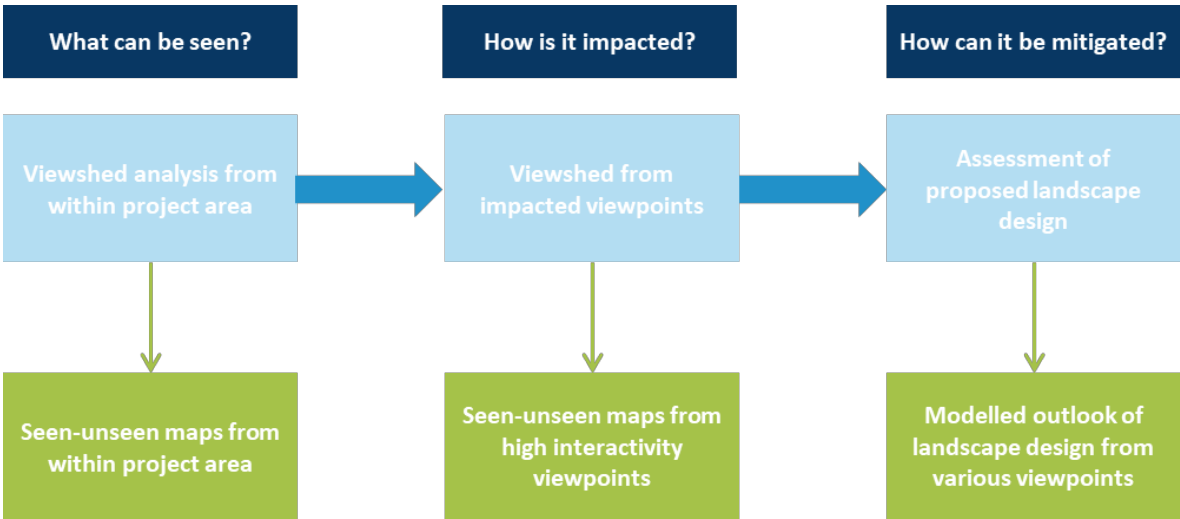 What can be seen?
How is it impacted?
How can it be mitigated?
Viewshed analysis from
within project area
Viewshed from
impacted viewpoints
Assessment of
proposed landscape
design
Seen-unseen maps from
within project area
Seen-unseen maps from
high interactivity
viewpoints
Modelled outlook of
landscape design from
various viewpoints